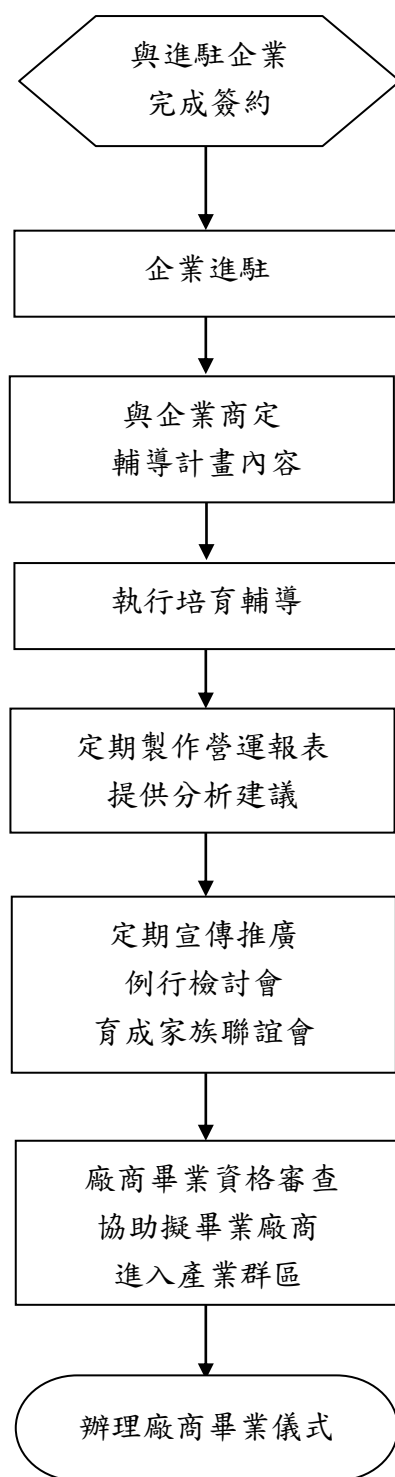 與進駐企業
完成簽約
企業進駐
與企業商定
輔導計畫內容
執行培育輔導
定期製作營運報表
提供分析建議
定期宣傳推廣
例行檢討會
育成家族聯誼會
廠商畢業資格審查
協助擬畢業廠商
進入產業群區
辦理廠商畢業儀式